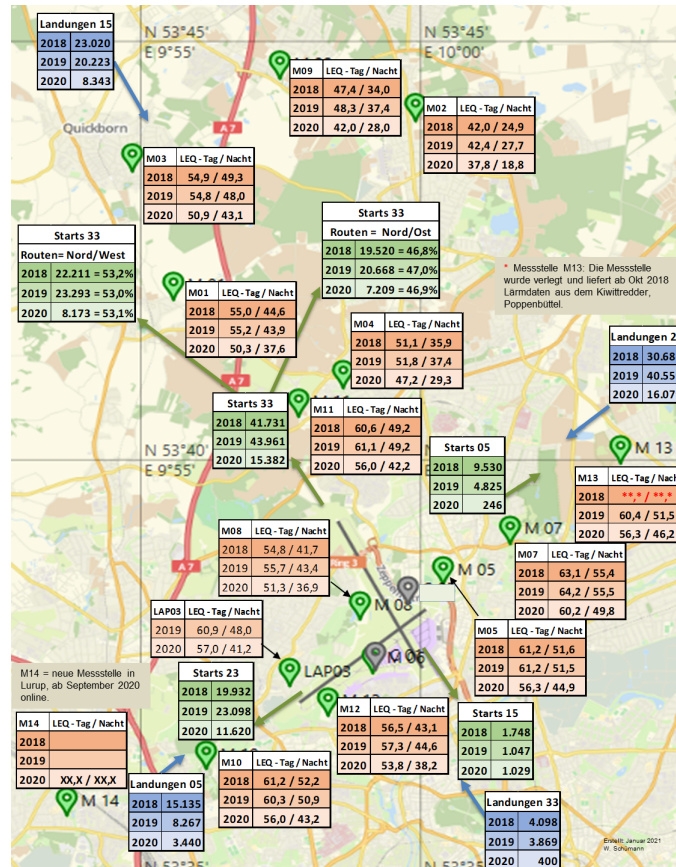 Landungen 15
2018 23.020
2019 20.223
2020 8.343
N 53°45'
E 9°55'
N 53°45'
E 10°00'
M09 LEQ - Tag / Nacht
2018 47,4 / 34,0
2019 48,3 / 37,4
2020 42,0 / 28,0
M02 LEQ - Tag / Nacht
2018 42,0 / 24,9
2019 42,4 / 27,7
2020 37,8 / 18,8
Quickborn
A 7
M03 LEQ - Tag / Nacht
2018 54,9 / 49,3
2019 54,8 / 48,0
2020 50,9 / 43,1
Starts 33
Routen= Nord/West
2018 22.211 = 53,2%
2019 23.293 = 53,0%
2020 8.173 = 53,1%
Starts 33
Routen = Nord/Ost
2018 19.520 = 46,8%
2019 20.668 = 47,0%
2020 7.209 = 46,9%
* Messstelle M13: Die Messstelle
wurde verlegt und liefert ab Okt 2018
Lärmdaten aus dem Kiwittredder,
Poppenbüttel.
M01 LEQ - Tag / Nacht
2018 55,0 / 44,6
2019 55,2 / 43,9
2020 50,3 / 37,6
M04 LEQ - Tag / Nacht
2018 51,1 / 35,9
2019 51,8 / 37,4
2020 47,2 / 29,3
Landungen 2
2018 30.68
2019 40.55
2020 16.07
A 7
Starts 33
2018 41.731
2019 43.961
2020 15.382
M11 LEQ - Tag / Nacht
2018 60,6 / 49,2
2019 61,1 / 49,2
2020 56,0 / 42,2
N 53°40'
E 9°55'
N 53°40'
Starts 05
2018 9.530
2019 4.825
2020 246
M 13
M13 LEQ - Tag / Nacht
2018 **,* / **,*
2019 60,4 / 51,5
2020 56,3 / 46,2
M08 LEQ - Tag / Nacht
2018 54,8 / 41,7
2019 55,7 / 43,4
2020 51,3 / 36,9
M 07
M07 LEQ - Tag / Nacht
2018 63,1 / 55,4
2019 64,2 / 55,5
2020 60,2 / 49,8
A 7
M 05
M 08
LAP03 LEQ - Tag / Nacht
2019 60,9 / 48,0
2020 57,0 / 41,2
M05 LEQ - Tag / Nacht
2018 61,2 / 51,6
2019 61,2 / 51,5
2020 56,3 / 44,9
M 06
LAP03
M14 = neue Messstelle in
Lurup, ab September 2020
online.
Starts 23
2018 19.932
2019 23.098
2020 11.620
M12 LEQ - Tag / Nacht
2018 56,5 / 43,1
2019 57,3 / 44,6
2020 53,8 / 38,2
Starts 15
2018 1.748
2019 1.047
2020 1.029
M14 LEQ - Tag / Nacht
2018
2019
2020 XX,X / XX,X
M 14
M10 LEQ - Tag / Nacht
2018 61,2 / 52,2
2019 60,3 / 50,9
2020 56,0 / 43,2
Landungen 05
2018 15.135
2019 8.267
2020 3.440
Landungen 33
2018 4.098
2019 3.869
2020 400
Erstellt: Januar 2021
W. Schümann
N 53°35'